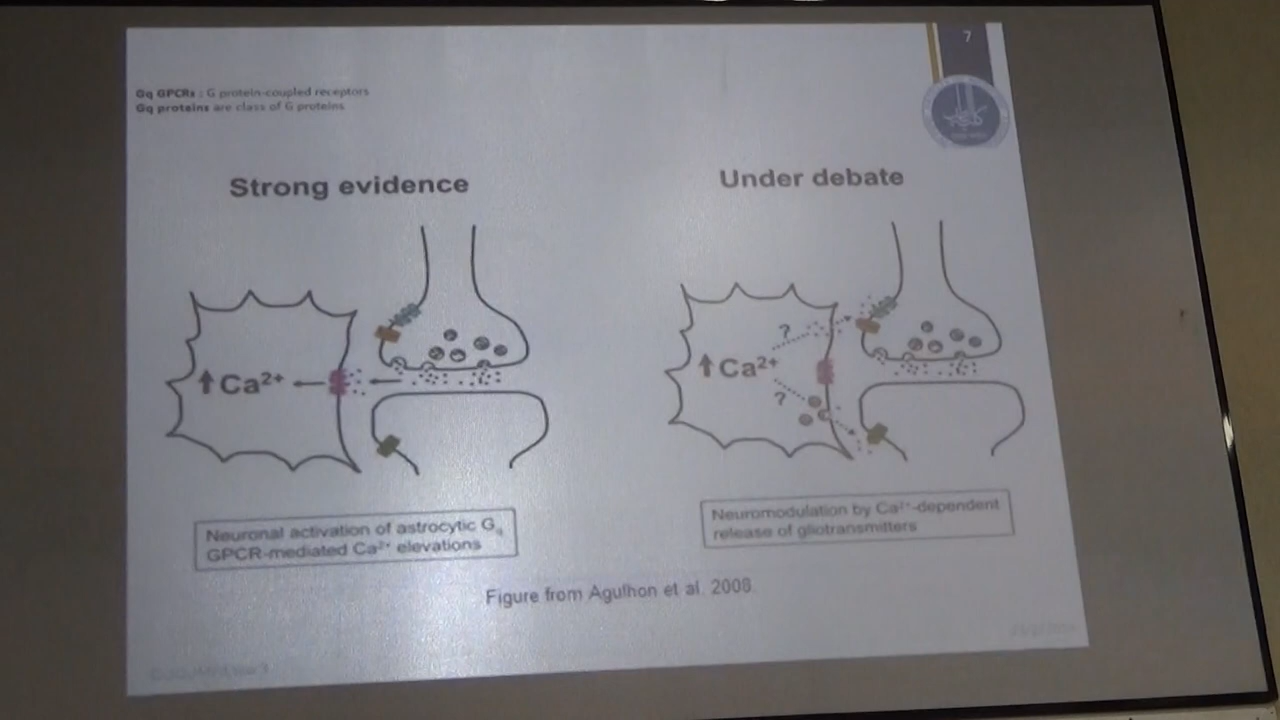 7
Gq GPCRs : G protein-coupled receptors
Gq proteins are class of G proteins
Strong evidence
Under debate
↑Ca²⁺
?
↑Ca²⁺
?
Neuronal activation of astrocytic Gq
GPCR-mediated Ca²⁺ elevations
Neuromodulation by Ca²⁺-dependent
release of gliotransmitters
Figure from Agulhon et al. 2008